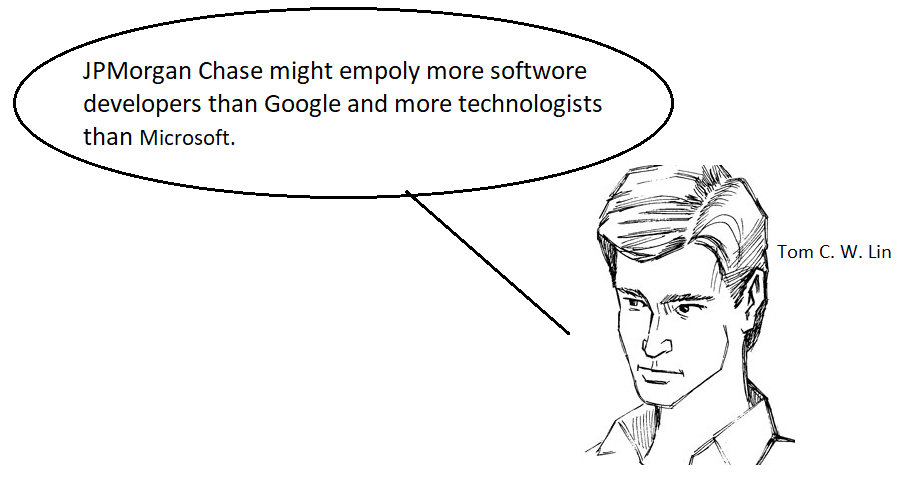 JPMorgan Chase might empoly more softwore
developers than Google and more technologists
than Microsoft.
Tom C. W. Lin